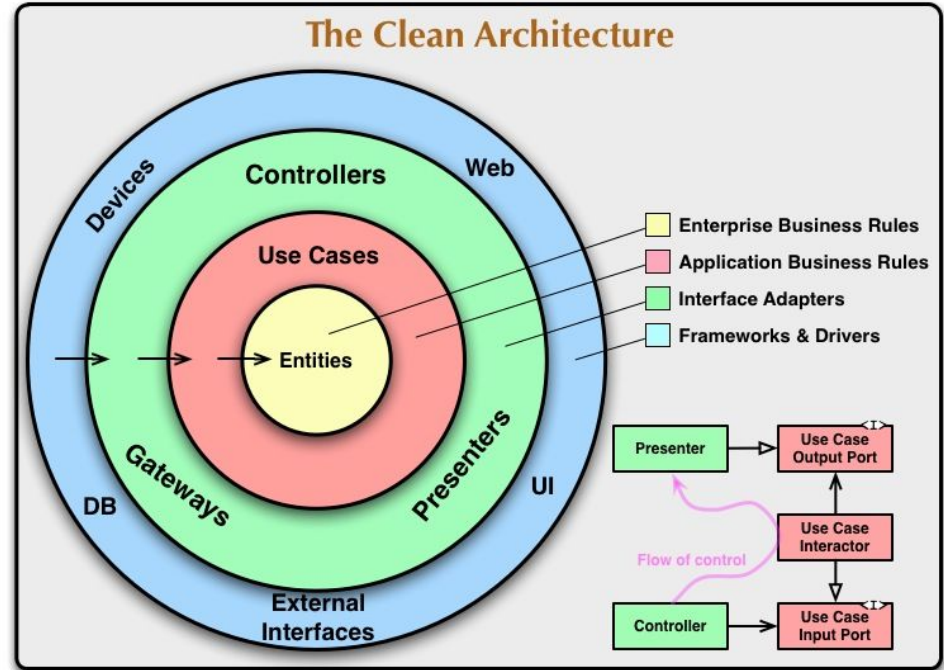 The Clean Architecture
Devices
Web
Controllers
Use Cases
Entities
Gateways
Presenters
DB
UI
External
Interfaces
Enterprise Business Rules
Application Business Rules
Interface Adapters
Frameworks & Drivers
Presenter
<I>
Use Case
Output Port
Use Case
Interactor
Flow of control
Controller
<I>
Use Case
Input Port